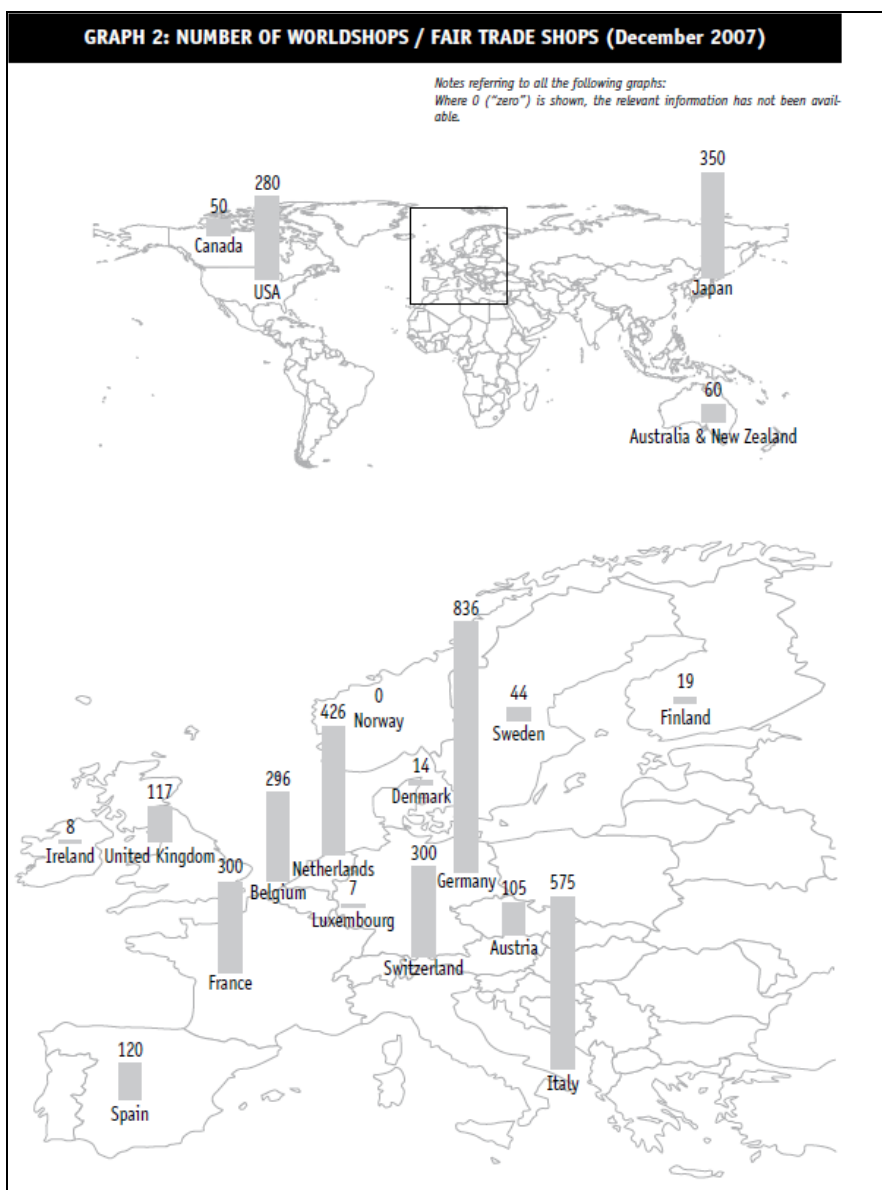 GRAPH 2: NUMBER OF WORLDSHOPS / FAIR TRADE SHOPS (December 2007)
Notes referring to all the following graphs:
Where 0 ("zero") is shown, the relevant information has not been avail-
able.
350
280
50
Canada
USA
Japan
60
Australia & New Zealand
836
0
Norway
426
44
Sweden
19
Finland
296
14
Denmark
117
8
Ireland
United Kingdom
Netherlands
300
Belgium
300
Germany
7
Luxembourg
105
Austria
575
Switzerland
France
120
Spain
Italy